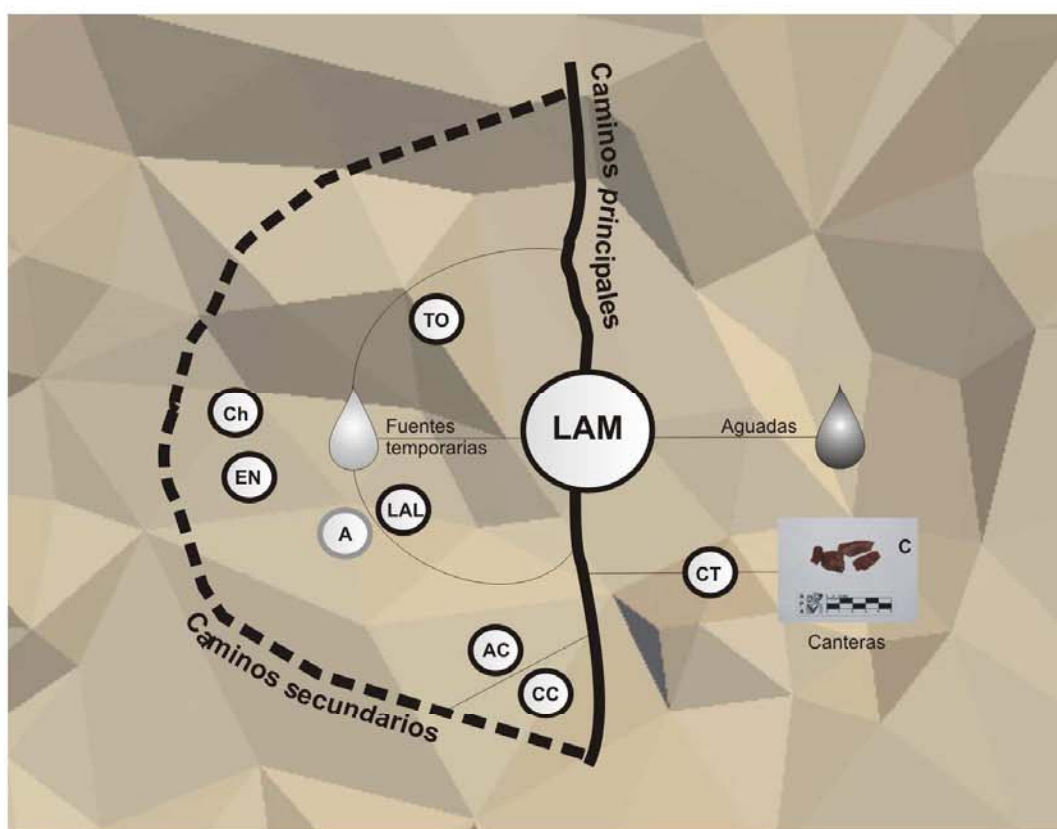 Caminos principales
TO
Ch
Fuentes
temporarias
LAM
Aguadas
EN
LAL
A
CT
C
Canteras
AC
CC
Caminos secundarios